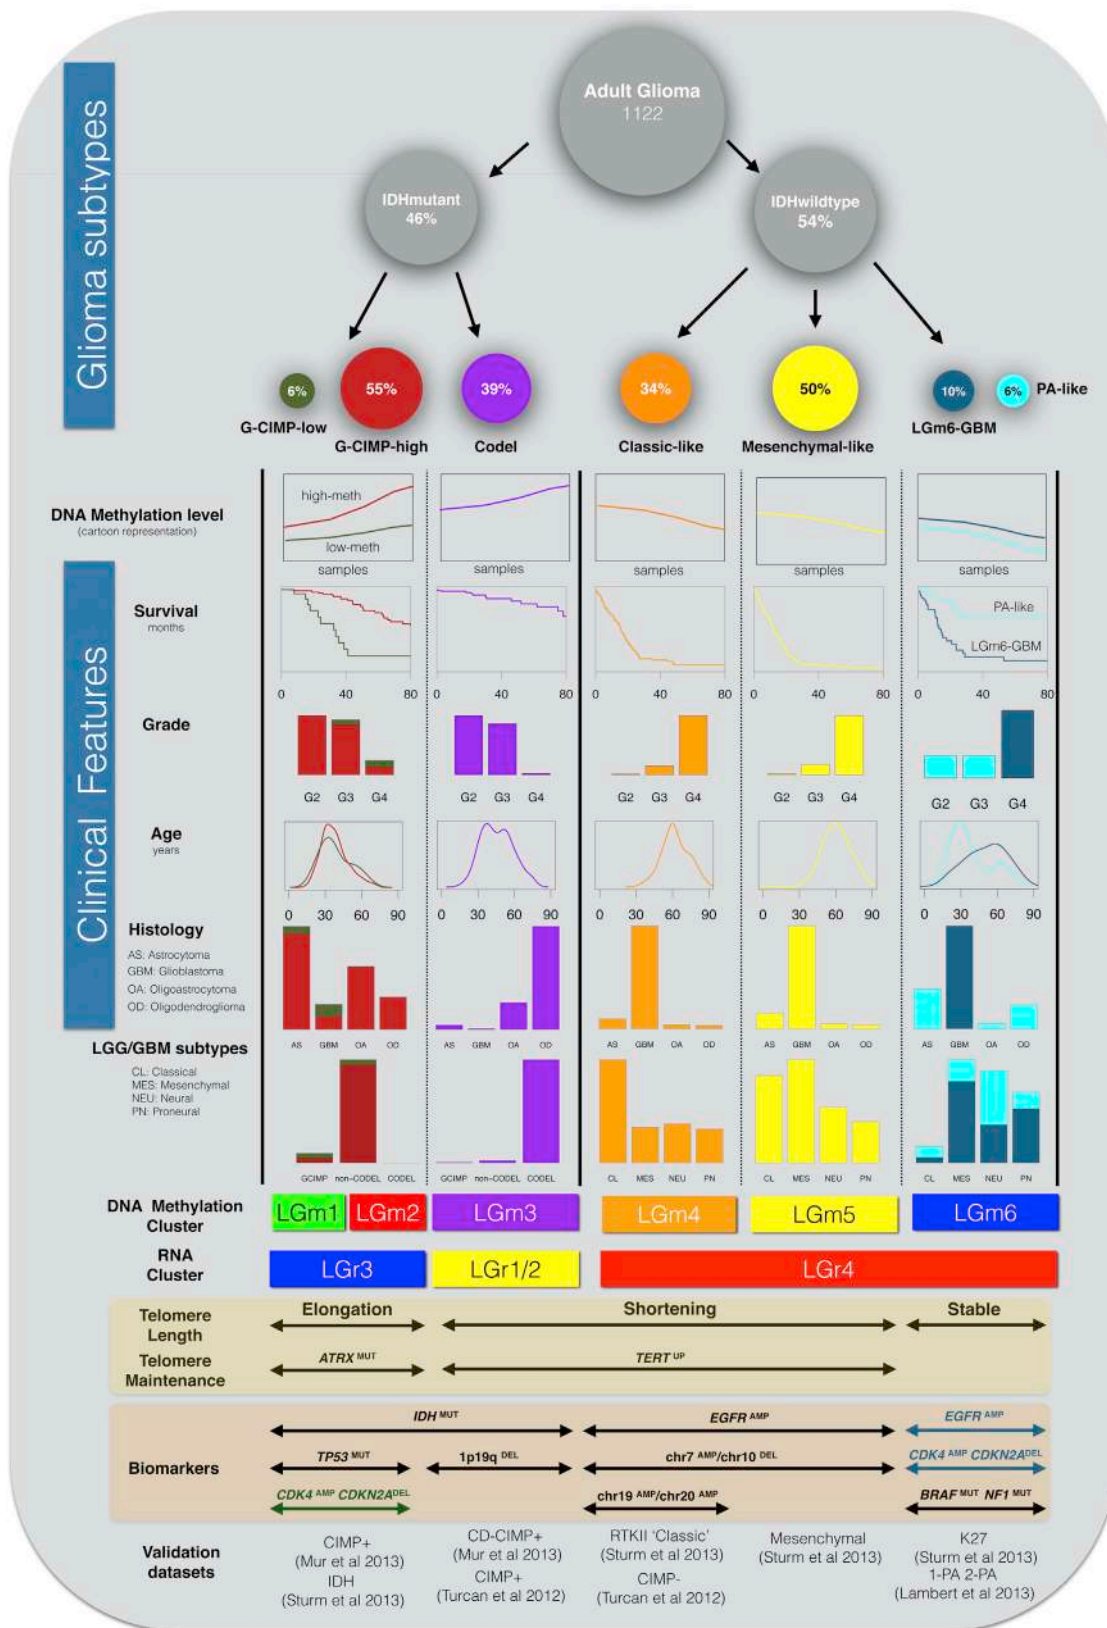 Glioma subtypes
Adult Glioma
1122
IDHmutant
46%
IDHwildtype
54%
6%
55%
39%
34%
50%
10%
6%
PA-like
G-CIMP-low
G-CIMP-high
Codel
Classic-like
Mesenchymal-like
LGm6-GBM
Clinical Features
DNA Methylation level
(cartoon representation)
high-meth
low-meth
samples samples samples samples samples
Survival
months
PA-like
LGm6-GBM
0 40 80 0 40 80 0 40 80 0 40 80 0 40 80
Grade
G2 G3 G4 G2 G3 G4 G2 G3 G4 G2 G3 G4 G2 G3 G4
Age
years
0 30 60 90 0 30 60 90 0 30 60 90 0 30 60 90 0 30 60 90
Histology
AS: Astrocytoma
GBM: Glioblastoma
OA: Oligoastrocytoma
OD: Oligodendroglioma
AS GBM OA OD AS GBM OA OD AS GBM OA OD AS GBM OA OD AS GBM OA OD
LGG/GBM subtypes
CL: Classical
MES: Mesenchymal
NEU: Neural
PN: Proneural
GCIMP non-CODEL CODEL GCIMP non-CODEL CODEL CL MES NEU PN CL MES NEU PN CL MES NEU PN
DNA Methylation
Cluster
LGm1 LGm2 LGm3 LGm4 LGm5 LGm6
RNA
Cluster
LGr3 LGr1/2 LGr4
Telomere
Length
Elongation Shortening Stable
Telomere
Maintenance
ATRX MUT TERT UP
Biomarkers
IDH MUT EGFR AMP EGFR AMP
TP53 MUT 1p19q DEL chr7 AMP/chr10 DEL CDK4 AMP CDKN2A DEL
CDK4 AMP CDKN2A DEL chr19 AMP/chr20 AMP BRAF MUT NF1 MUT
Validation
datasets
CIMP+
(Mur et al 2013)
IDH
(Sturm et al 2013)
CD-CIMP+
(Mur et al 2013)
CIMP+
(Turcan et al 2012)
RTKII 'Classic'
(Sturm et al 2013)
CIMP-
(Turcan et al 2012)
Mesenchymal
(Sturm et al 2013)
K27
(Sturm et al 2013)
1-PA 2-PA
(Lambert et al 2013)